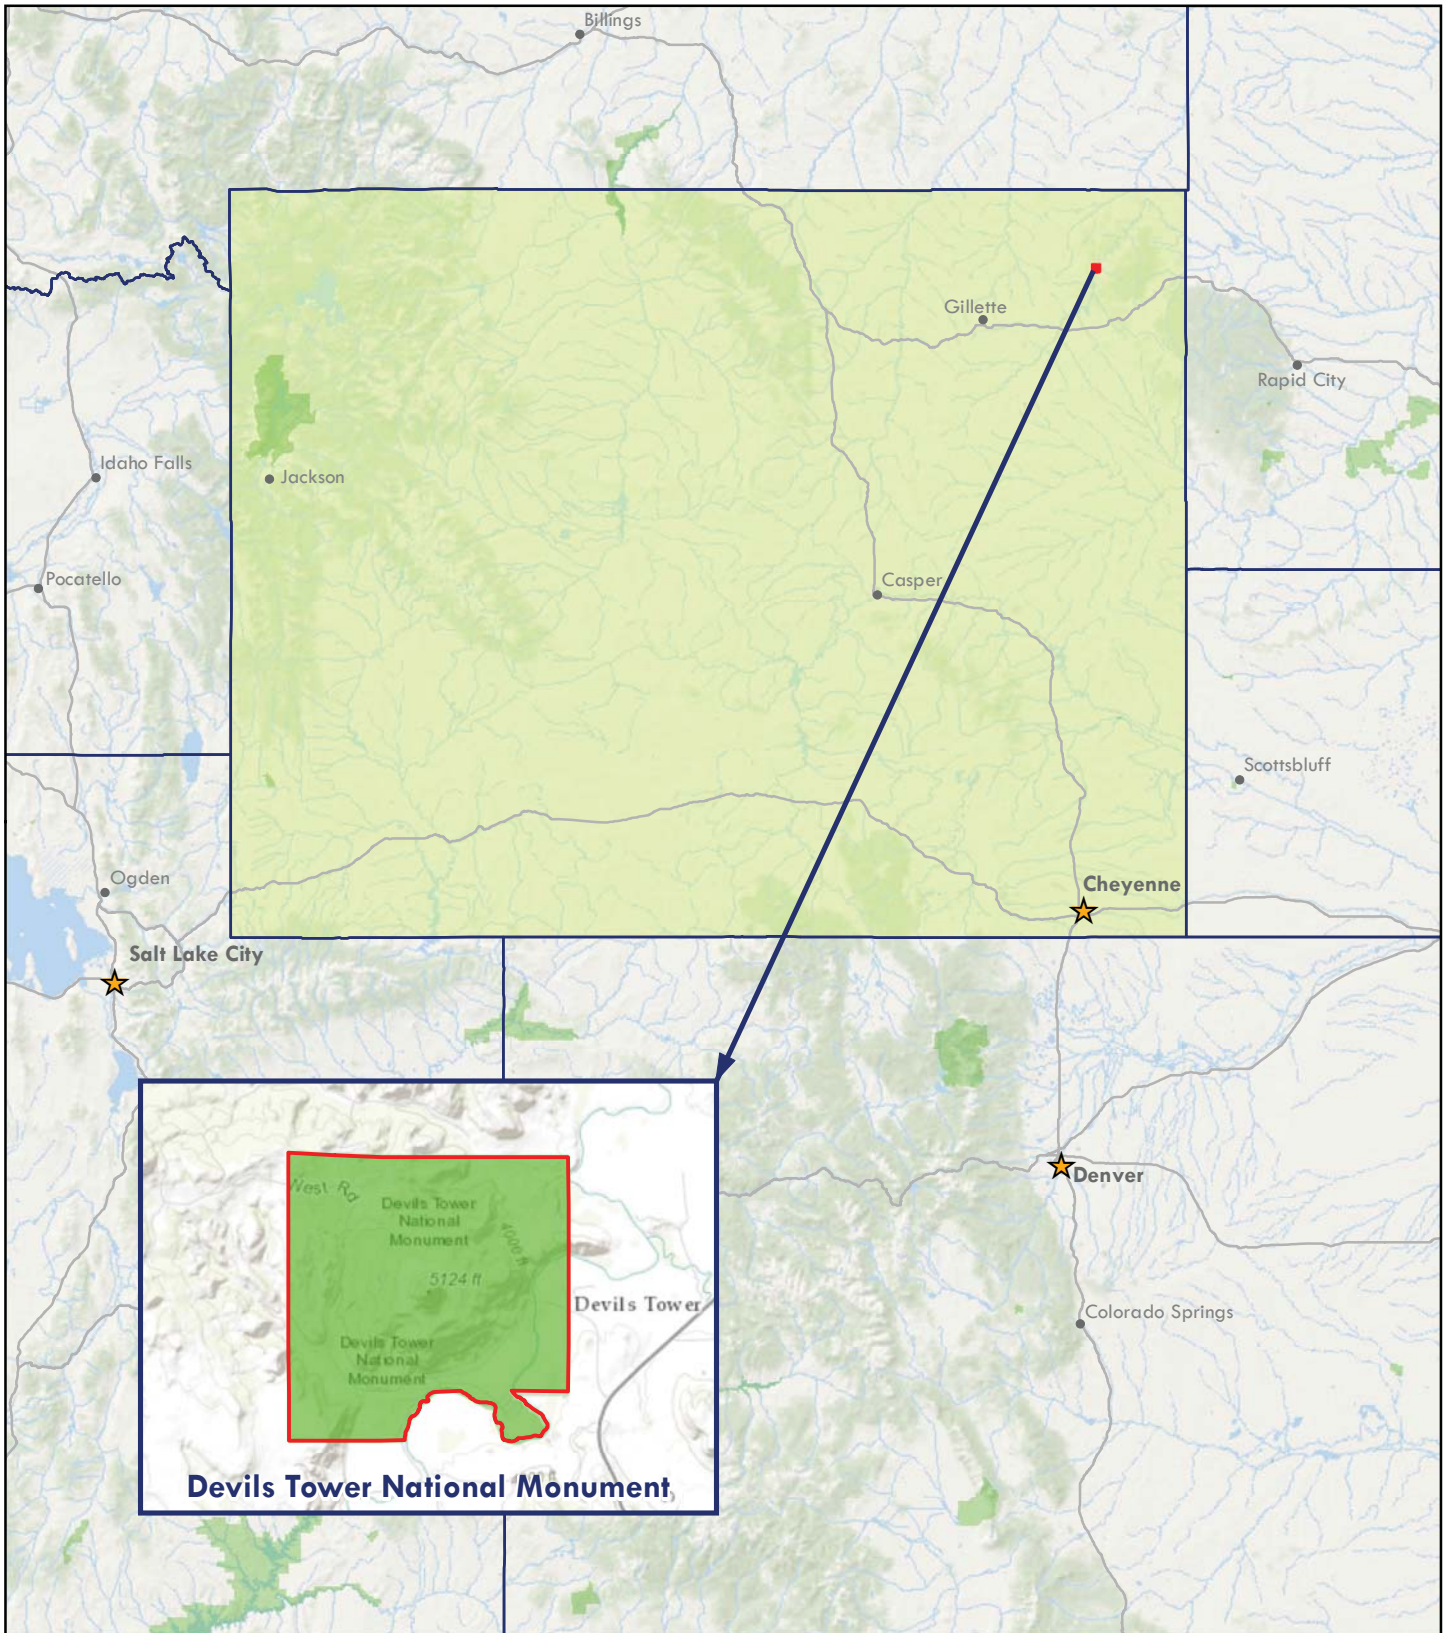 Billings
Gillette
Rapid City
Idaho Falls
Jackson
Pocatello
Casper
Scottsbluff
Ogden
Cheyenne
Salt Lake City
Denver
West Rd
Devils Tower
National
Monument
4000 ft
5124 ft
Devils Tower
Colorado Springs
Devils Tower
National
Monument
Devils Tower National Monument